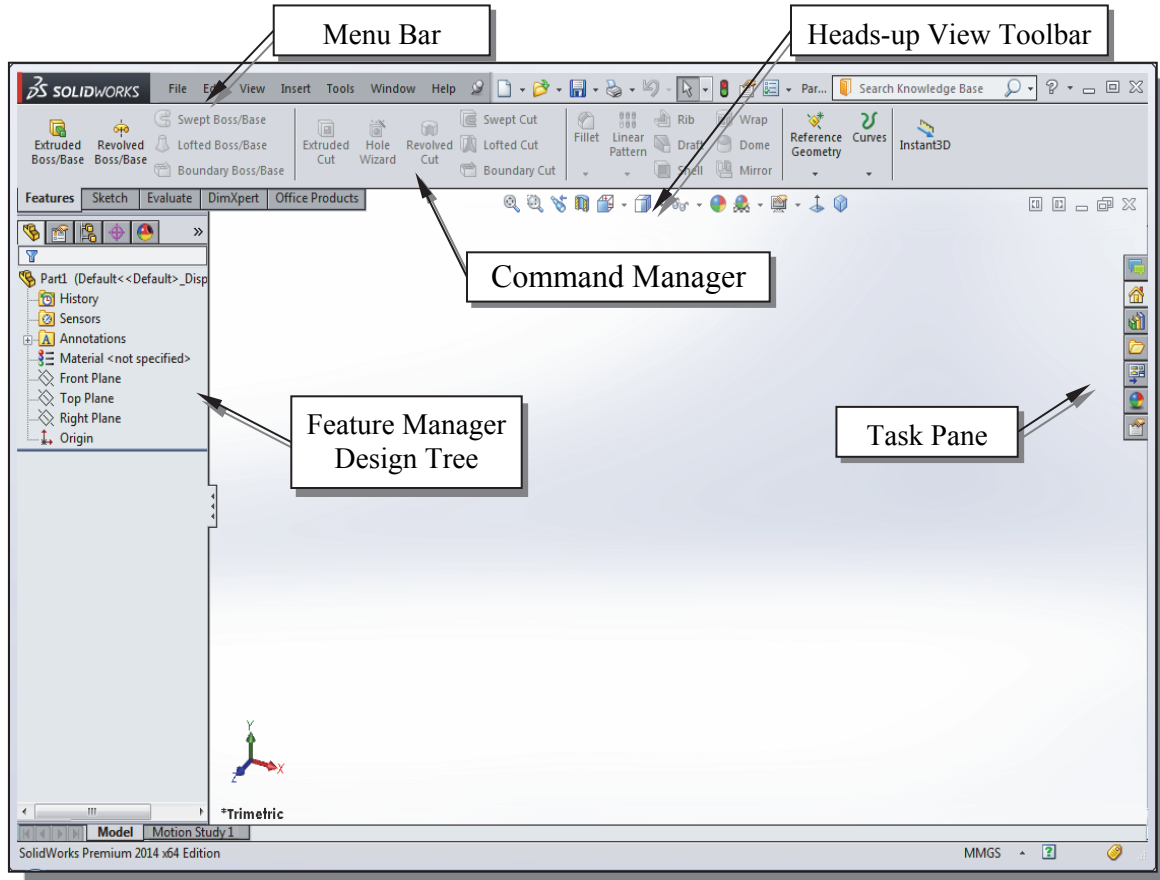 Menu Bar
Heads-up View Toolbar
SOLIDWORKS File Edit View Insert Tools Window Help Par... Search Knowledge Base ?
Extruded Boss/Base
Revolved Boss/Base
Swept Boss/Base
Lofted Boss/Base
Boundary Boss/Base
Extruded Cut
Hole Wizard
Revolved Cut
Swept Cut
Lofted Cut
Boundary Cut
Fillet
Linear Pattern
Rib
Draft
Shell
Wrap
Dome
Mirror
Reference Geometry
Curves
Instant3D
Features Sketch Evaluate DimXpert Office Products
»
Part1 (Default<<Default>_Disp
History
Sensors
A Annotations
Material <not specified>
Front Plane
Top Plane
Right Plane
Origin
Command Manager
Feature Manager
Design Tree
Task Pane
Y
X
Z
*Trimetric
Model Motion Study 1
SolidWorks Premium 2014 x64 Edition MMGS ?